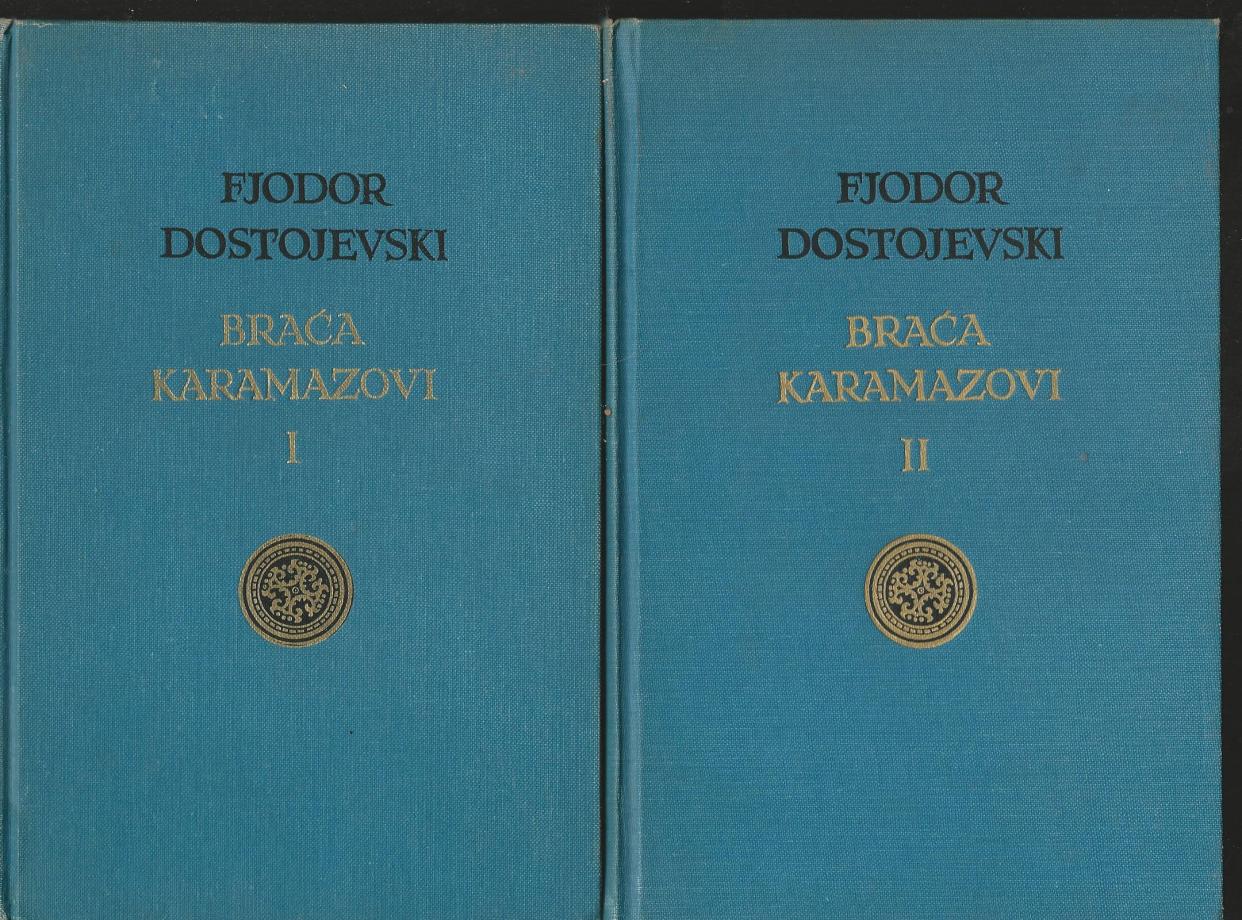 FJODOR
DOSTOJEVSKI
BRAĆA
KARAMAZOVI
I
FJODOR
DOSTOJEVSKI
BRAĆA
KARAMAZOVI
II